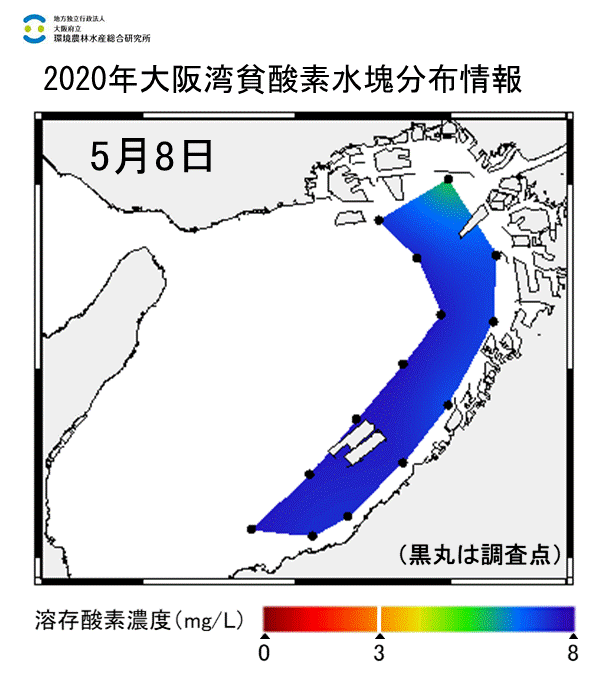 地方独立行政法人
大阪府立
環境農林水産総合研究所
2020年大阪湾貧酸素水塊分布情報
5月8日
(黒丸は調査点)
溶存酸素濃度(mg/L)
0 3 8